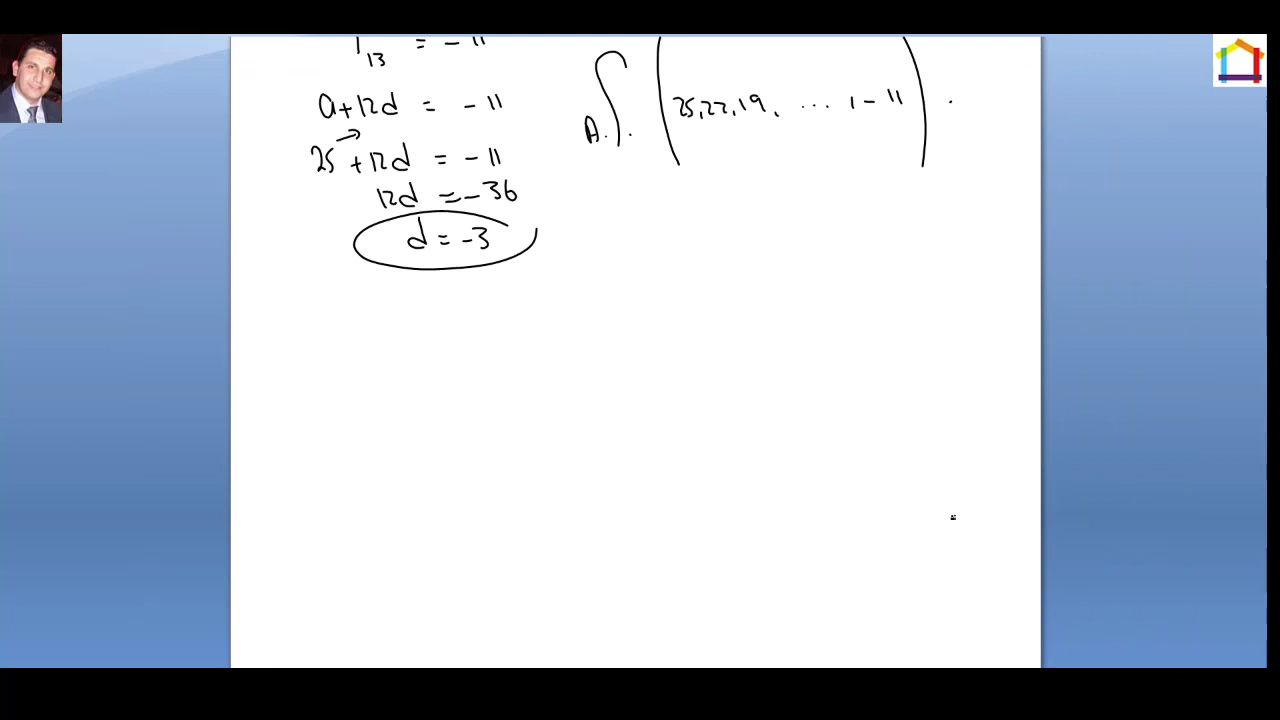 T13 = -11
a+12d = -11
25 +12d = -11
12d = -36
d = -3
A.S. (25, 22, 19, ..., -11).